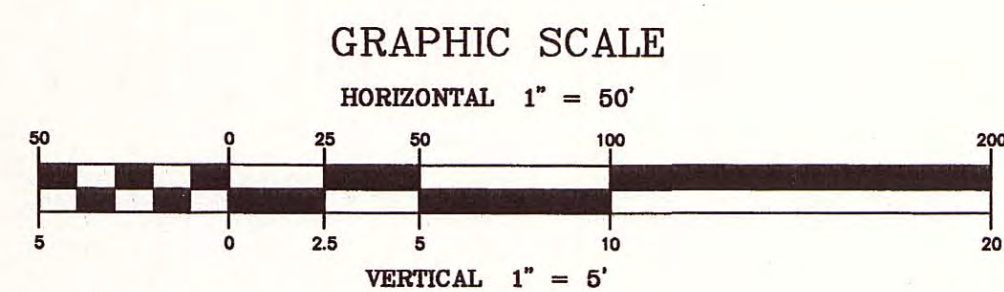 GRAPHIC SCALE
HORIZONTAL 1" = 50'
50 0 25 50 100 200
5 0 2.5 5 10 20
VERTICAL 1" = 5'